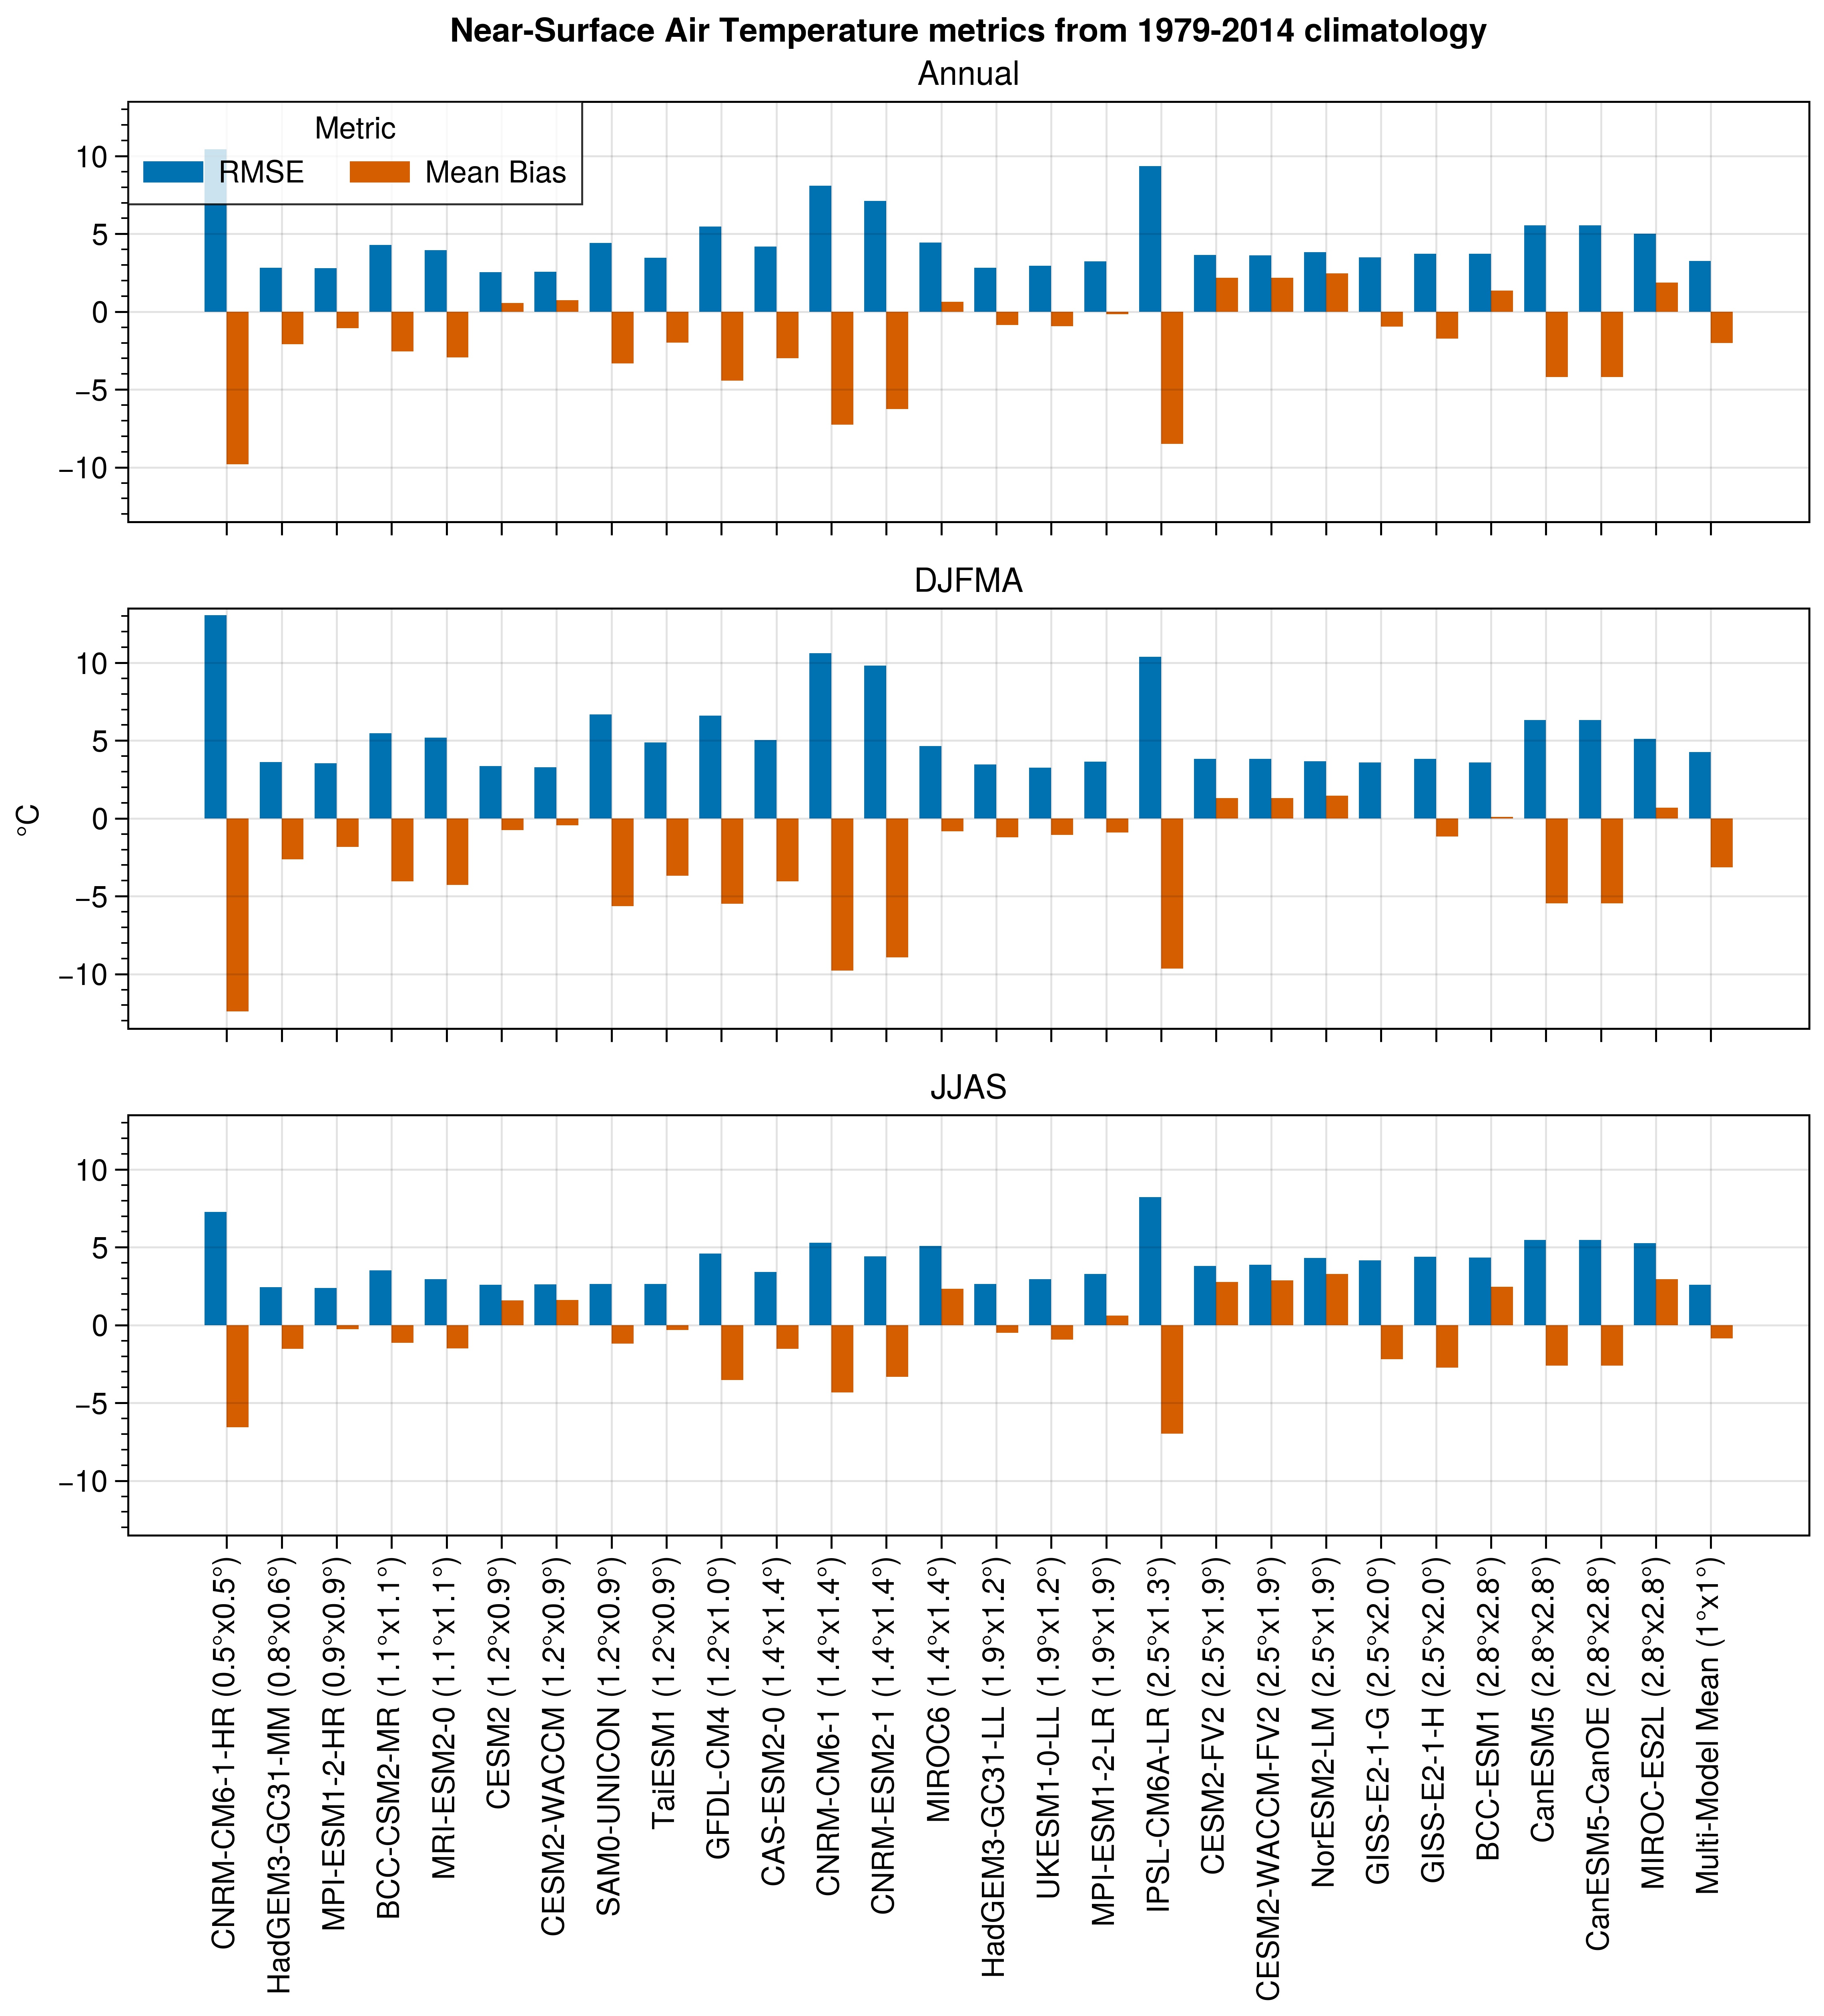 Near-Surface Air Temperature metrics from 1979-2014 climatology
Annual
Metric
RMSE Mean Bias
10
5
0
−5
−10
DJFMA
10
5
0
−5
−10
°C
JJAS
10
5
0
−5
−10
CNRM-CM6-1-HR (0.5°x0.5°)
HadGEM3-GC31-MM (0.8°x0.6°)
MPI-ESM1-2-HR (0.9°x0.9°)
BCC-CSM2-MR (1.1°x1.1°)
MRI-ESM2-0 (1.1°x1.1°)
CESM2 (1.2°x0.9°)
CESM2-WACCM (1.2°x0.9°)
SAM0-UNICON (1.2°x0.9°)
TaiESM1 (1.2°x0.9°)
GFDL-CM4 (1.2°x1.0°)
CAS-ESM2-0 (1.4°x1.4°)
CNRM-CM6-1 (1.4°x1.4°)
CNRM-ESM2-1 (1.4°x1.4°)
MIROC6 (1.4°x1.4°)
HadGEM3-GC31-LL (1.9°x1.2°)
UKESM1-0-LL (1.9°x1.2°)
MPI-ESM1-2-LR (1.9°x1.9°)
IPSL-CM6A-LR (2.5°x1.3°)
CESM2-FV2 (2.5°x1.9°)
CESM2-WACCM-FV2 (2.5°x1.9°)
NorESM2-LM (2.5°x1.9°)
GISS-E2-1-G (2.5°x2.0°)
GISS-E2-1-H (2.5°x2.0°)
BCC-ESM1 (2.8°x2.8°)
CanESM5 (2.8°x2.8°)
CanESM5-CanOE (2.8°x2.8°)
MIROC-ES2L (2.8°x2.8°)
Multi-Model Mean (1°x1°)